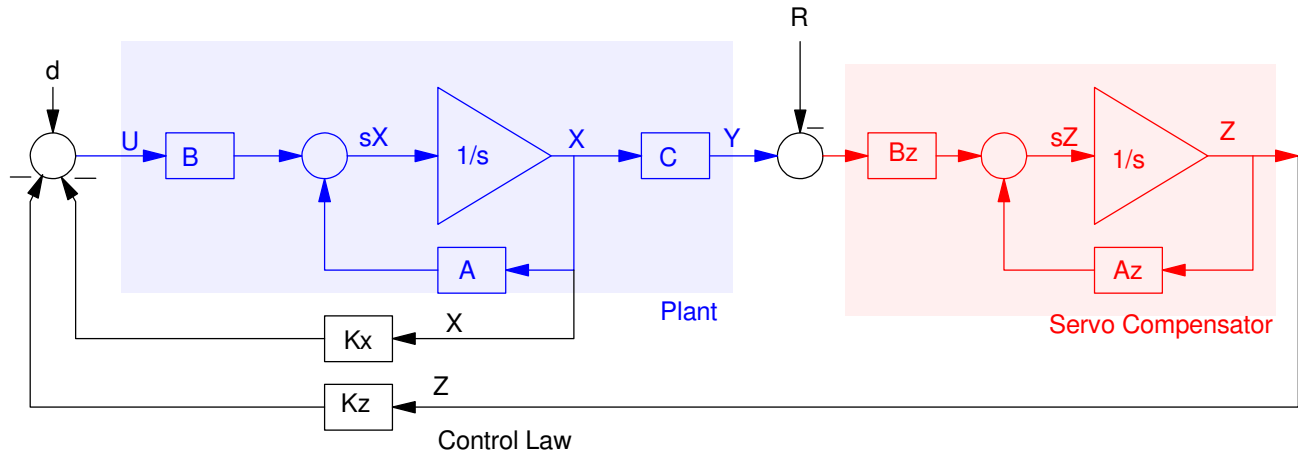 R
d
U
B
sX
1/s
X
C
Y
–
Bz
sZ
1/s
Z
–
–
A
Az
Plant
Servo Compensator
Kx
X
Kz
Z
Control Law